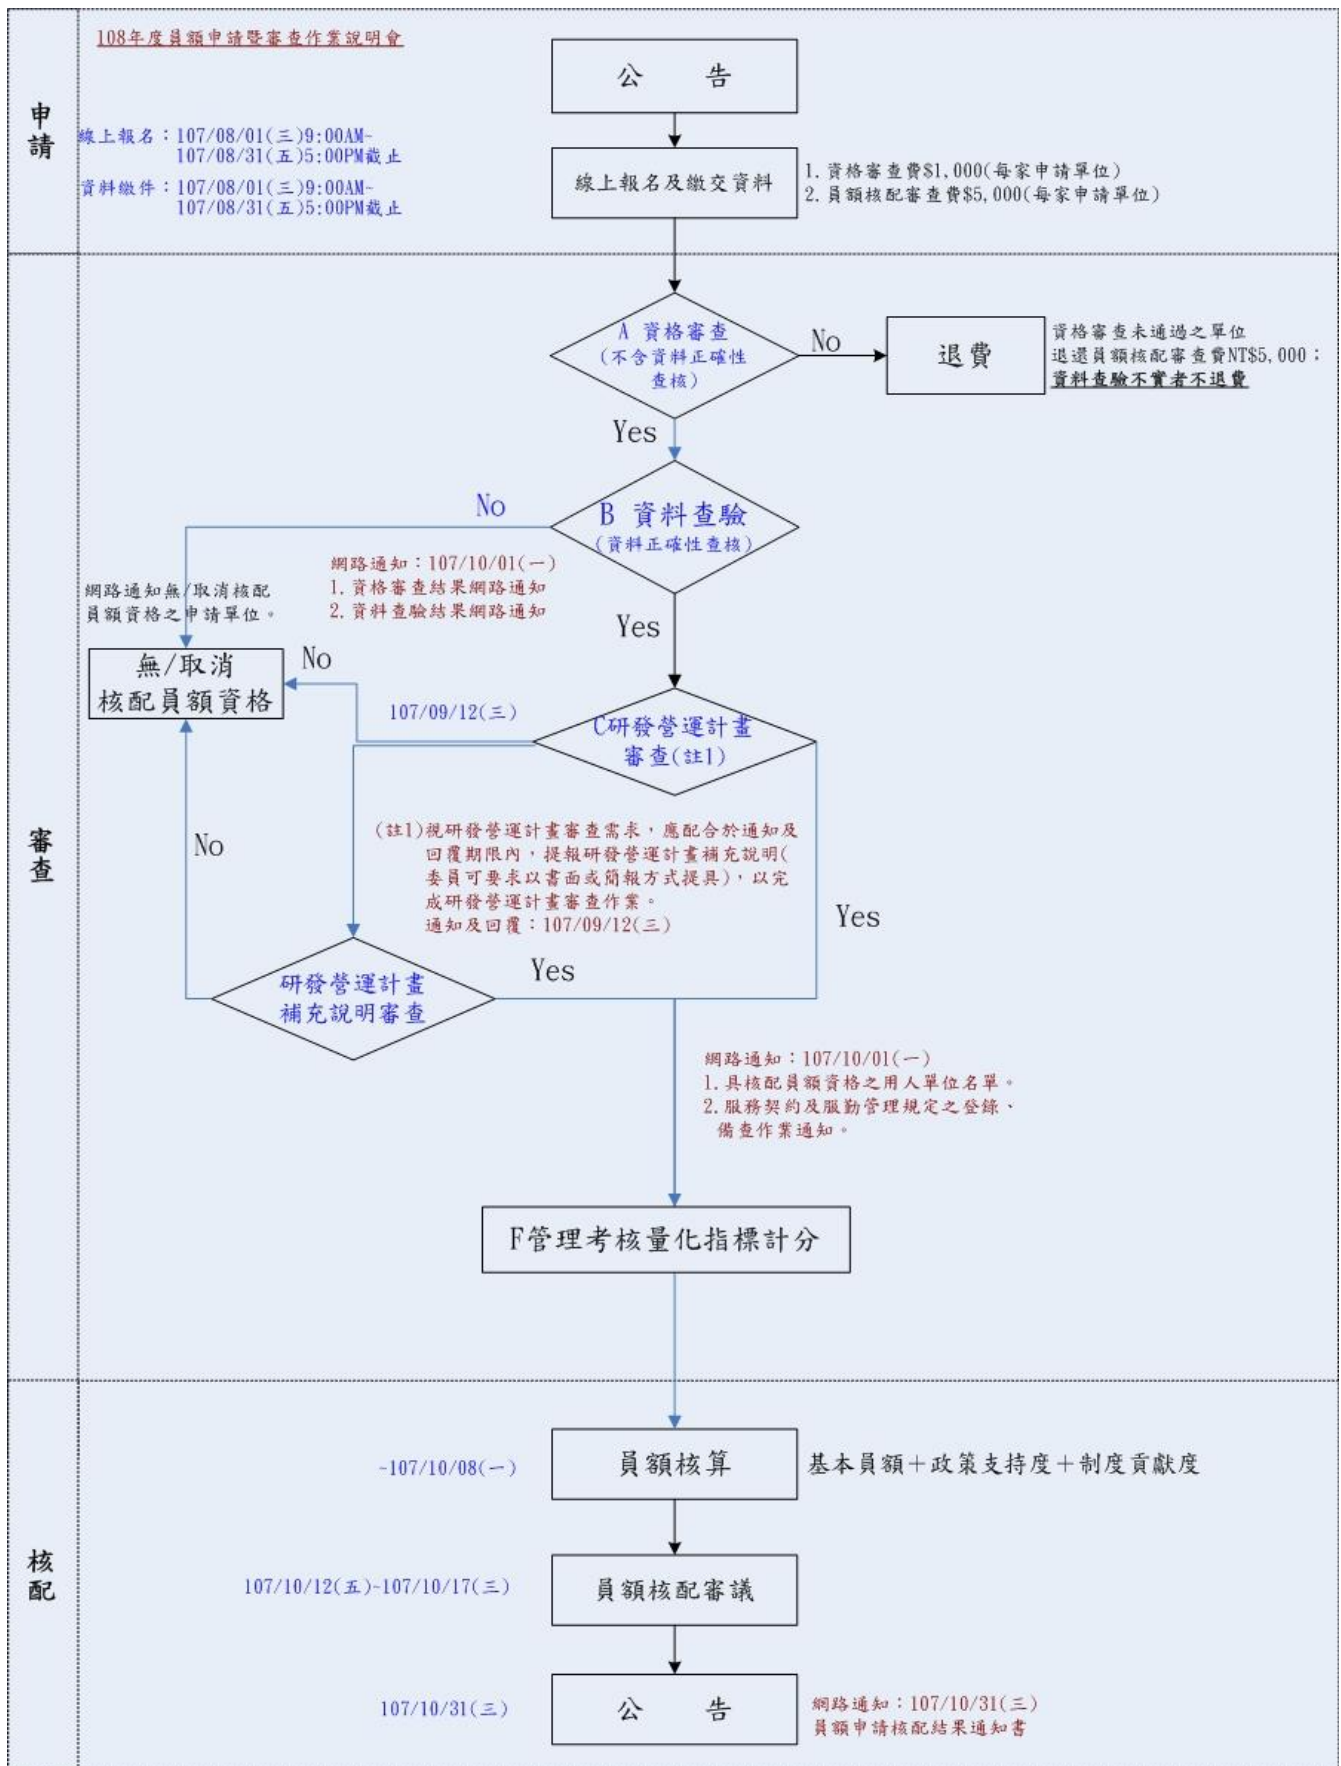 108年度員額申請暨審查作業說明會
公 告
申
請
線上報名：107/08/01(三)9:00AM~
107/08/31(五)5:00PM截止
資料繳件：107/08/01(三)9:00AM~
107/08/31(五)5:00PM截止
線上報名及繳交資料
1.資格審查費$1,000(每家申請單位)
2.員額核配審查費$5,000(每家申請單位)
A 資格審查
(不含資料正確性
查核)
No
退費
資格審查未通過之單位
退還員額核配審查費NT$5,000；
資料查驗不實者不退費
Yes
No
B 資料查驗
(資料正確性查核)
網路通知：107/10/01(一)
1.資格審查結果網路通知
2.資料查驗結果網路通知
網路通知無/取消核配
員額資格之申請單位。
Yes
無/取消
核配員額資格
No
107/09/12(三)
C研發營運計畫
審查(註1)
審
查
No
(註1)視研發營運計畫審查需求，應配合於通知及
回覆期限內，提報研發營運計畫補充說明(
委員可要求以書面或簡報方式提具)，以完
成研發營運計畫審查作業。
通知及回覆：107/09/12(三)
Yes
研發營運計畫
補充說明審查
Yes
網路通知：107/10/01(一)
1.具核配員額資格之用人單位名單。
2.服務契約及服勤管理規定之登錄、
備查作業通知。
F管理考核量化指標計分
核
配
~107/10/08(一)
員額核算
基本員額＋政策支持度＋制度貢獻度
107/10/12(五)~107/10/17(三)
員額核配審議
107/10/31(三)
公 告
網路通知：107/10/31(三)
員額申請核配結果通知書